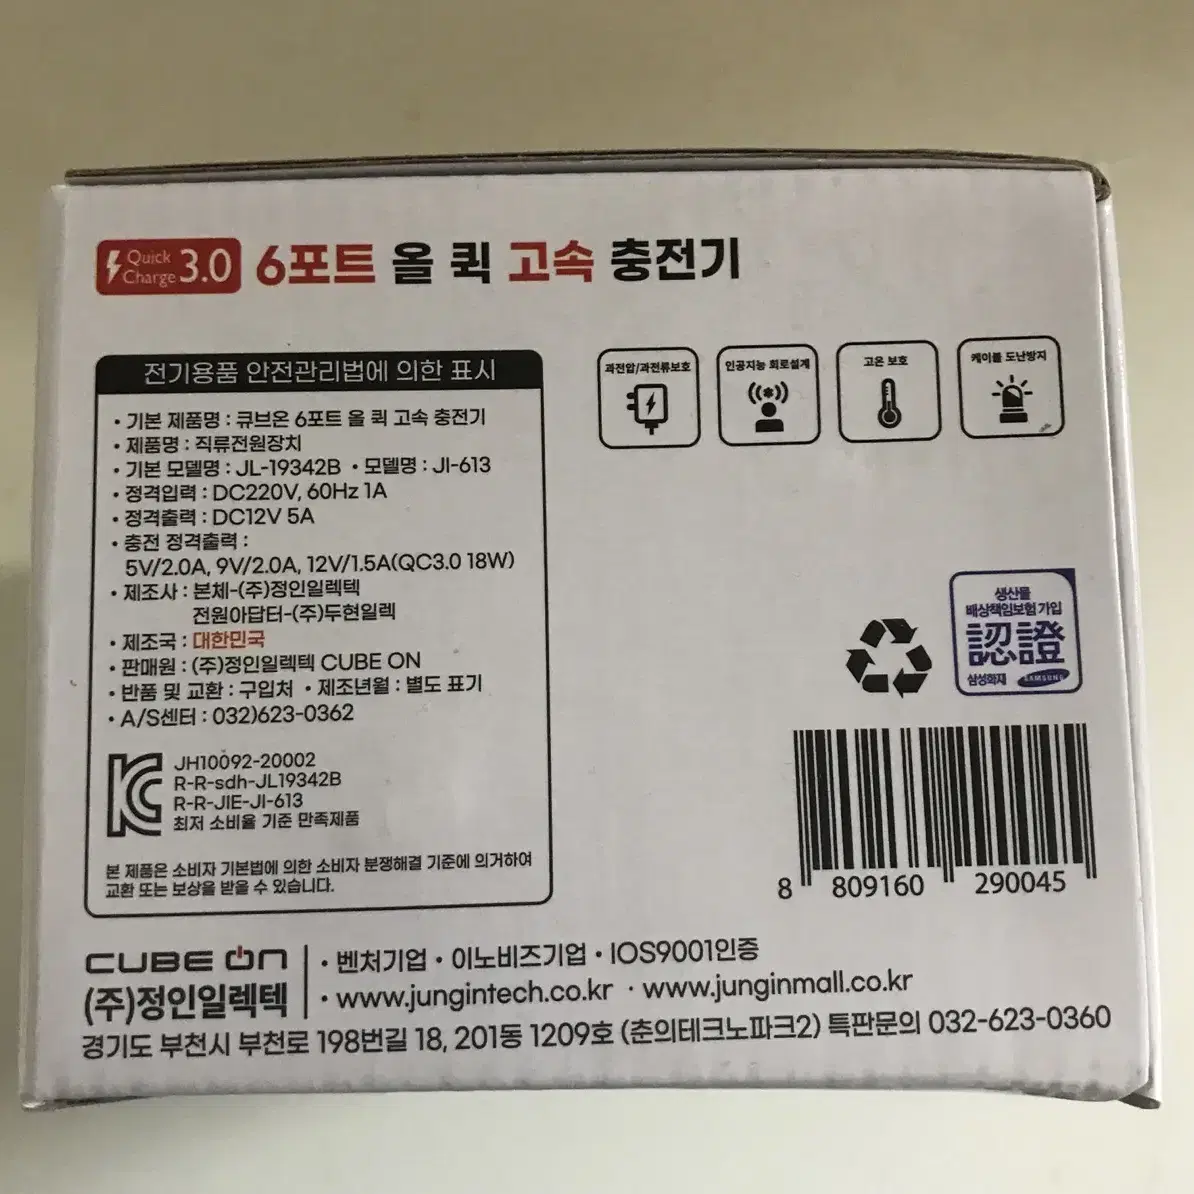 Quick Charge 3.0 6포트 올 퀵 고속 충전기
전기용품 안전관리법에 의한 표시
• 기본 제품명 : 큐브온 6포트 올 퀵 고속 충전기
• 제품명 : 직류전원장치
• 기본 모델명 : JL-19342B • 모델명 : JI-613
• 정격입력 : DC220V, 60Hz 1A
• 정격출력 : DC12V 5A
• 충전 정격출력 :
5V/2.0A, 9V/2.0A, 12V/1.5A(QC3.0 18W)
• 제조사 : 본체-(주)정인일렉텍
전원아답터-(주)두현일렉
• 제조국 : 대한민국
• 판매원 : (주)정인일렉텍 CUBE ON
• 반품 및 교환 : 구입처 • 제조년월 : 별도 표기
• A/S센터 : 032)623-0362
JH10092-20002
R-R-sdh-JL19342B
R-R-JIE-JI-613
최저 소비율 기준 만족제품
본 제품은 소비자 기본법에 의한 소비자 분쟁해결 기준에 의거하여
교환 또는 보상을 받을 수 있습니다.
과전압/과전류보호
인공지능 회로설계
고온 보호
케이블 도난방지
생산물
배상책임보험 가입
認證
삼성화재 SAMSUNG
8 809160 290045
CUBE ON
(주)정인일렉텍
• 벤처기업 • 이노비즈기업 • IOS9001인증
• www.jungintech.co.kr • www.junginmall.co.kr
경기도 부천시 부천로 198번길 18, 201동 1209호 (춘의테크노파크2) 특판문의 032-623-0360